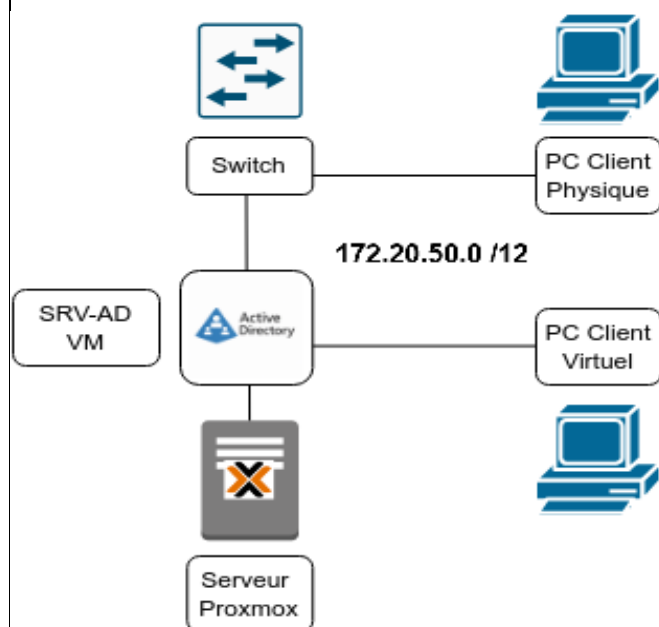 Switch
PC Client
Physique
172.20.50.0 /12
SRV-AD
VM
Active
Directory
PC Client
Virtuel
Serveur
Proxmox